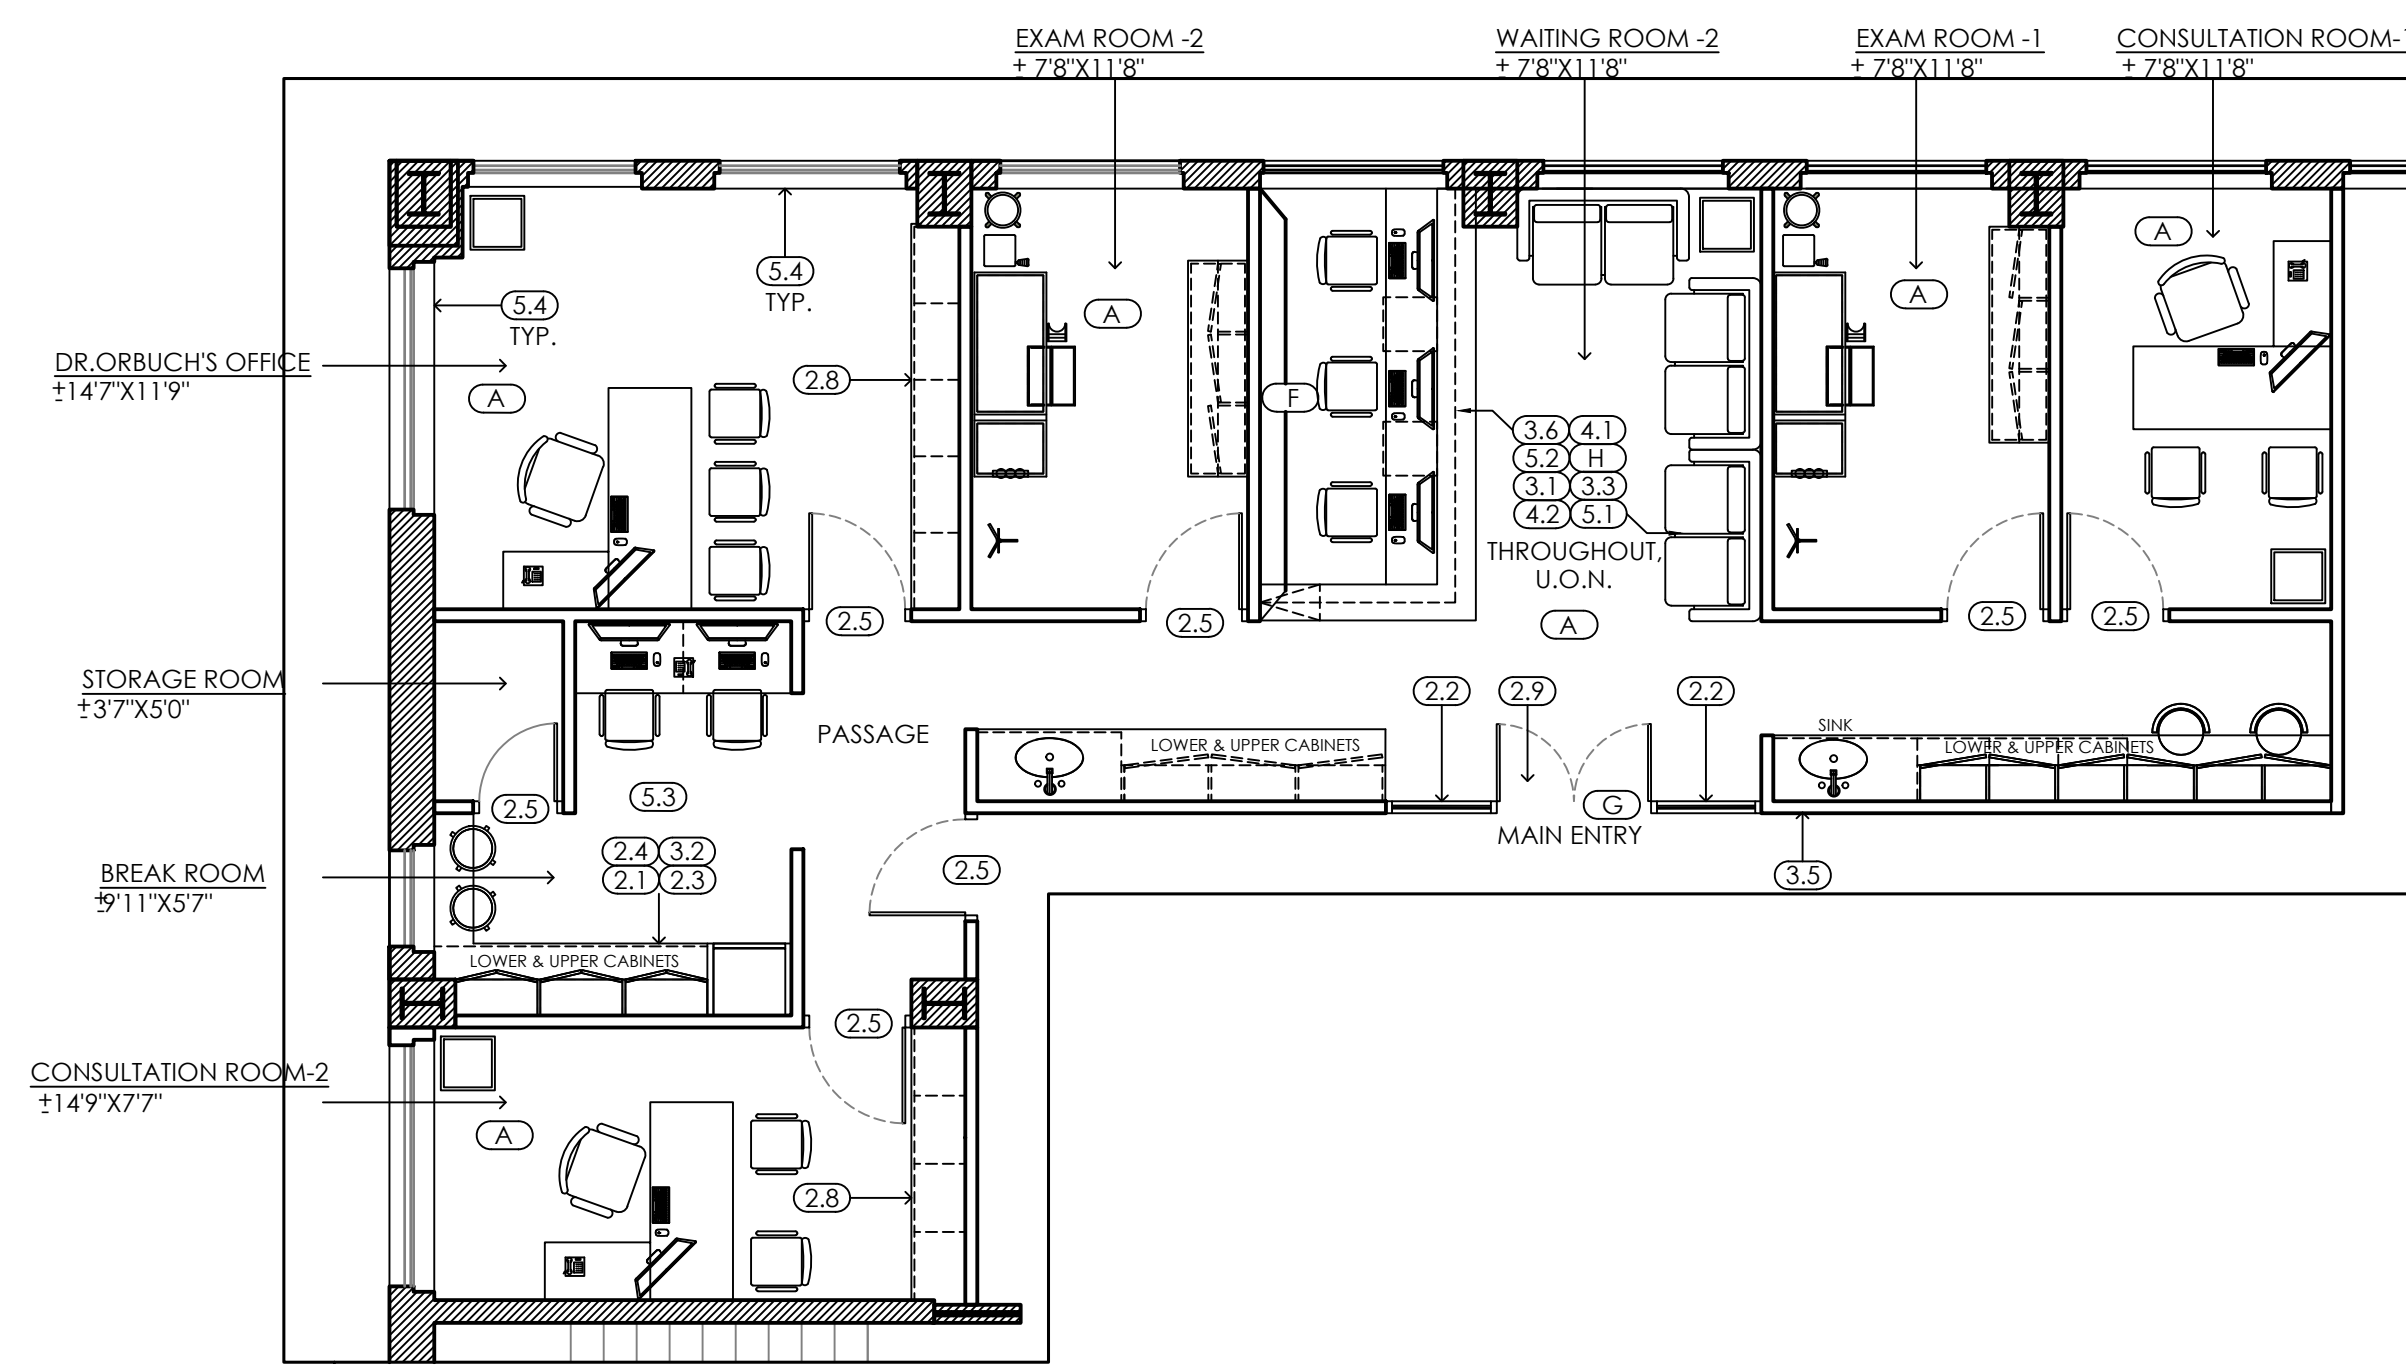 EXAM ROOM -2
± 7'8"X11'8"
WAITING ROOM -2
± 7'8"X11'8"
EXAM ROOM -1
± 7'8"X11'8"
CONSULTATION ROOM-1
± 7'8"X11'8"
A
5.4
TYP.
5.4
TYP.
A
A
DR.ORBUCH'S OFFICE
±14'7"X11'9"
A
2.8
F
3.6 4.1
5.2 H
3.1 3.3
4.2 5.1
THROUGHOUT,
U.O.N.
2.5
2.5
A
2.5
2.5
STORAGE ROOM
±3'7"X5'0"
2.2
2.9
2.2
PASSAGE
SINK
LOWER & UPPER CABINETS
LOWER & UPPER CABINETS
5.3
2.5
G
MAIN ENTRY
BREAK ROOM
±9'11"X5'7"
2.4 3.2
2.1 2.3
2.5
3.5
LOWER & UPPER CABINETS
2.5
CONSULTATION ROOM-2
±14'9"X7'7"
A
2.8